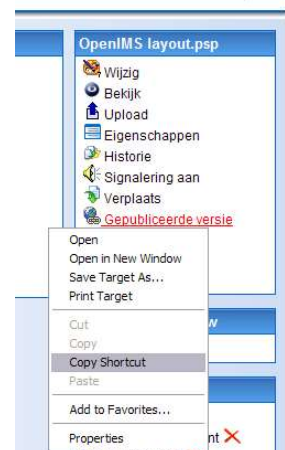 OpenIMS layout.psp
Wijzig
Bekijk
Upload
Eigenschappen
Historie
Signalering aan
Verplaats
Gepubliceerde versie
Open
Open in New Window
Save Target As...
Print Target
Cut
Copy
Copy Shortcut
Paste
Add to Favorites...
Properties